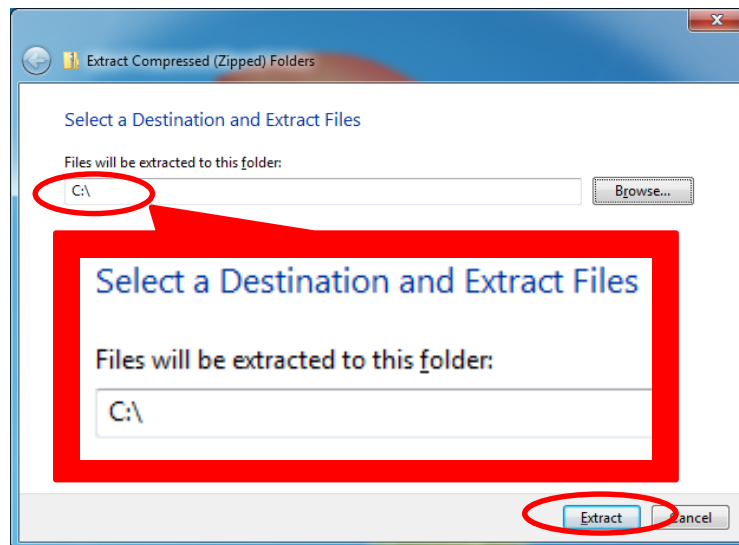 Extract Compressed (Zipped) Folders
Select a Destination and Extract Files
Files will be extracted to this folder:
C:\
Browse...
Select a Destination and Extract Files
Files will be extracted to this folder:
C:\
Extract
Cancel